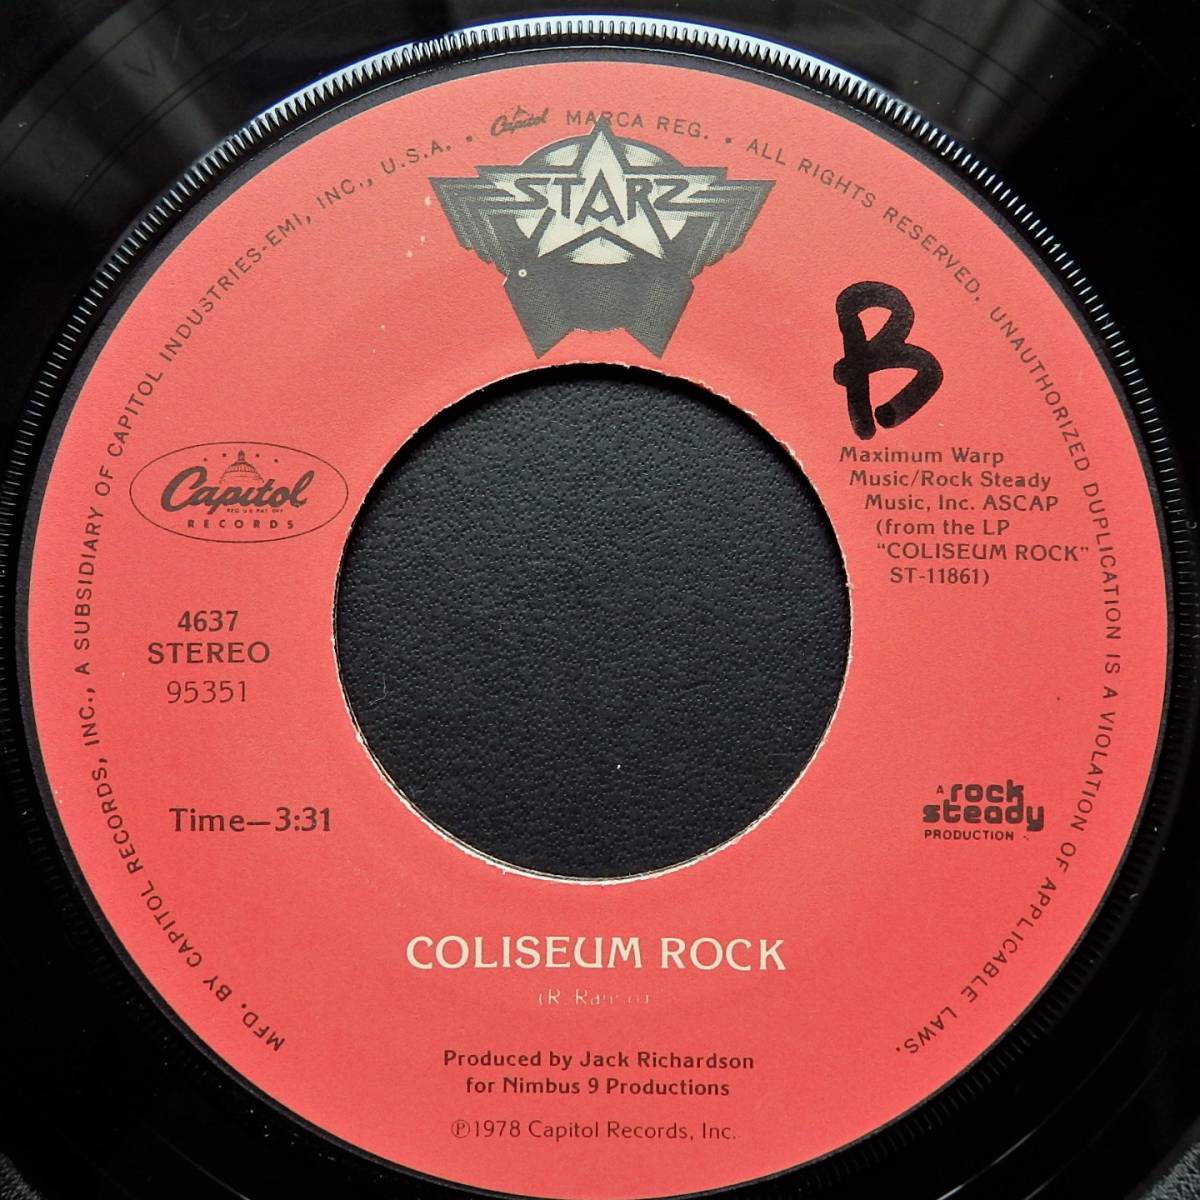 MFD. BY CAPITOL RECORDS, INC., A SUBSIDIARY OF CAPITOL INDUSTRIES-EMI, INC., U.S.A. • Capitol MARCA REG. • ALL RIGHTS RESERVED. UNAUTHORIZED DUPLICATION IS A VIOLATION OF APPLICABLE LAWS.
STARZ
B
Capitol
RECORDS
Maximum Warp
Music/Rock Steady
Music, Inc. ASCAP
(from the LP
"COLISEUM ROCK"
ST-11861)
4637
STEREO
95351
Time—3:31
A rock
steady
PRODUCTION
COLISEUM ROCK
(R.
Produced by Jack Richardson
for Nimbus 9 Productions
℗1978 Capitol Records, Inc.